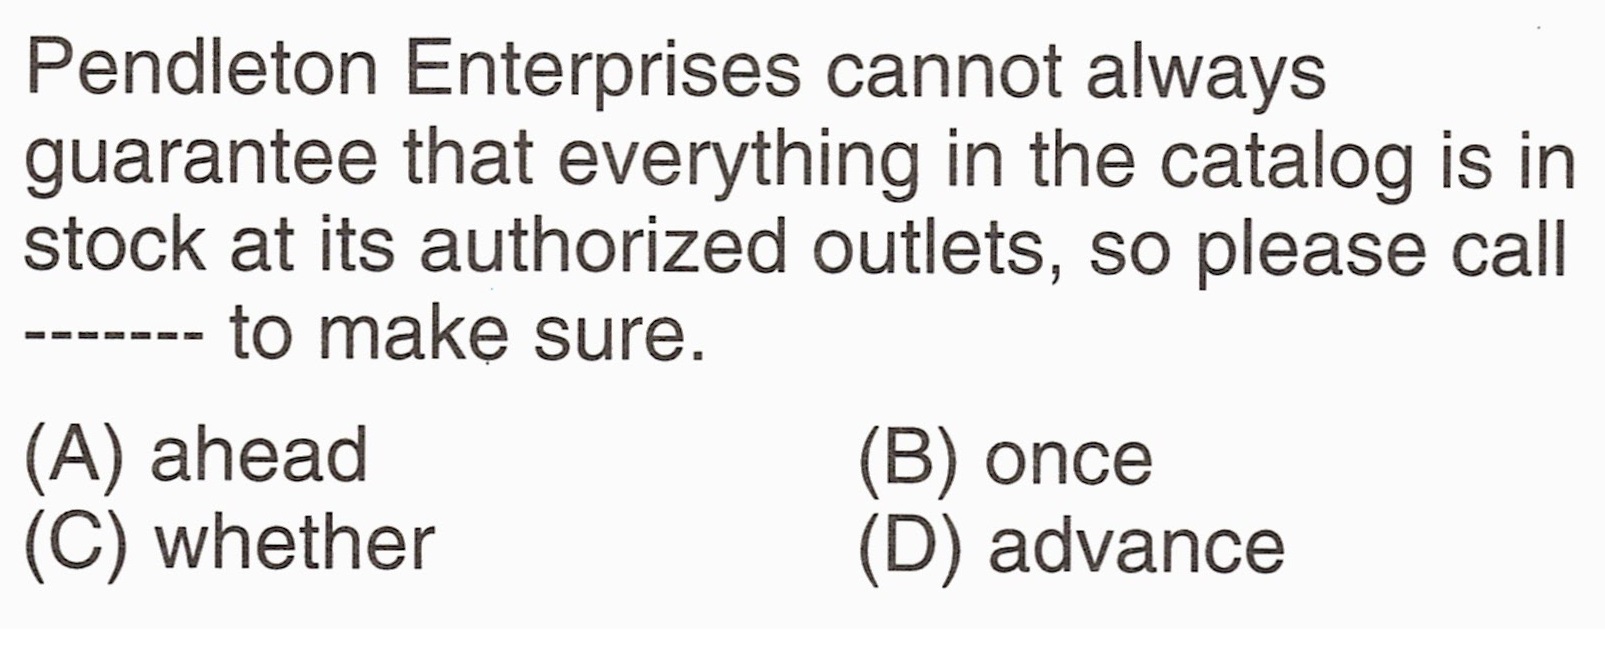 Pendleton Enterprises cannot always
guarantee that everything in the catalog is in
stock at its authorized outlets, so please call
------- to make sure.
(A) ahead (B) once
(C) whether (D) advance